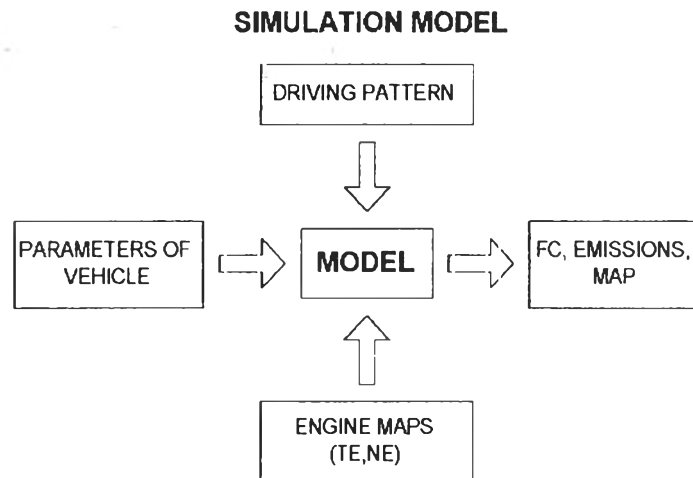 SIMULATION MODEL
DRIVING PATTERN
PARAMETERS OF
VEHICLE
MODEL
FC, EMISSIONS,
MAP
ENGINE MAPS
(TE,NE)